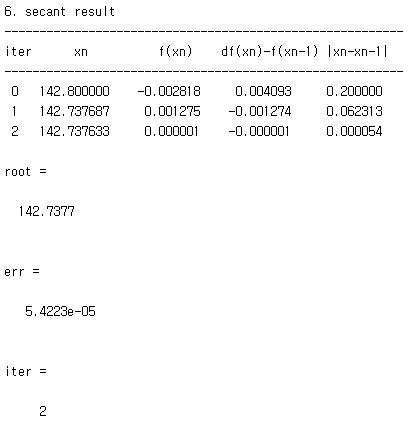 6. secant result
------------------------------------------------------------
iter xn f(xn) df(xn)-f(xn-1) |xn-xn-1|
------------------------------------------------------------
0 142.800000 -0.002818 0.004093 0.200000
1 142.737687 0.001275 -0.001274 0.062313
2 142.737633 0.000001 -0.000001 0.000054
root =
142.7377
err =
5.4223e-05
iter =
2